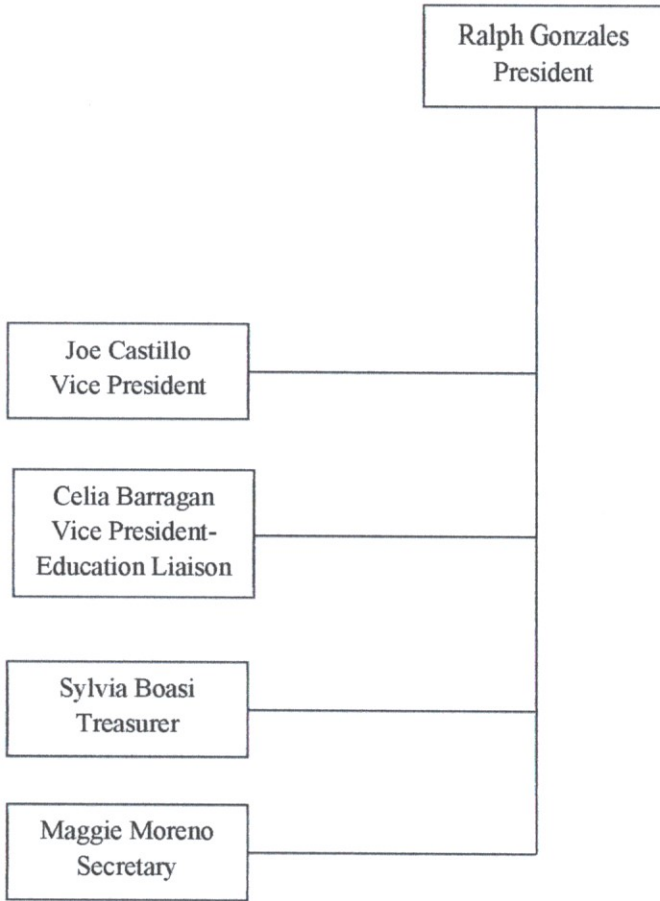 Ralph Gonzales
President
Joe Castillo
Vice President
Celia Barragan
Vice President-
Education Liaison
Sylvia Boasi
Treasurer
Maggie Moreno
Secretary